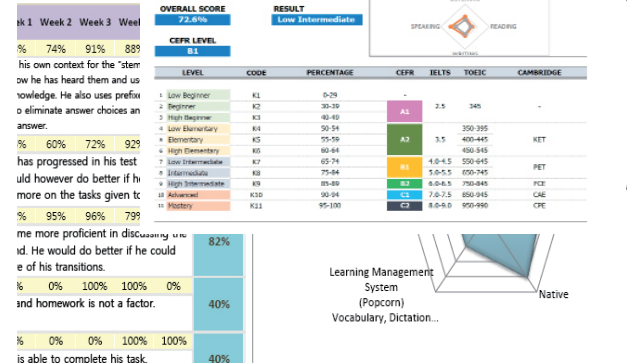 OVERALL SCORE RESULT
72.6% Low Intermediate
CEFR LEVEL
B1
SPEAKING READING
WRITING
LEVEL CODE PERCENTAGE CEFR IELTS TOEIC CAMBRIDGE
1 Low Beginner K1 0-29 -
2 Beginner K2 30-39 A1 2.5 345 -
3 High Beginner K3 40-49
4 Low Elementary K4 50-54 350-395
5 Elementary K5 55-59 A2 3.5 400-445 KET
6 High Elementary K6 60-64 450-545
7 Low Intermediate K7 65-74 B1 4.0-4.5 550-645 PET
8 Intermediate K8 75-84 5.0-5.5 650-745
9 High Intermediate K9 85-89 B2 6.0-6.5 750-845 FCE
10 Advanced K10 90-94 C1 7.0-7.5 850-945 CAE
11 Mastery K11 95-100 C2 8.0-9.0 950-990 CPE
ek 1 Week 2 Week 3 Weel
% 74% 91% 88%
his own context for the "stem
ow he has heard them and us
nowledge. He also uses prefixe
o eliminate answer choices an
answer.
% 60% 72% 92%
has progressed in his test
uld however do better if he
more on the tasks given to
% 95% 96% 79%
me more proficient in discussing the
nd. He would do better if he could
e of his transitions.
82%
% 0% 100% 100% 0%
and homework is not a factor.
40%
% 0% 0% 100% 100%
is able to complete his task.
40%
Learning Management
System
(Popcorn)
Vocabulary, Dictation...
Native